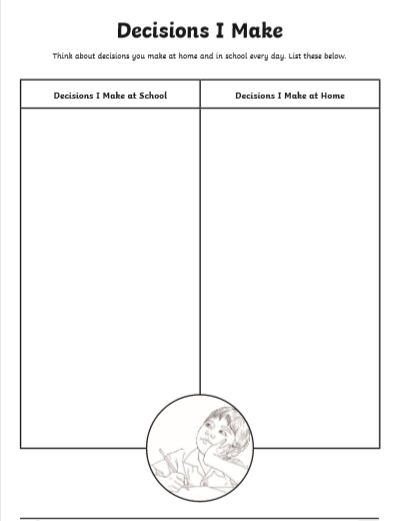 Decisions I Make
Think about decisions you make at home and in school every day. List these below.
Decisions I Make at School
Decisions I Make at Home